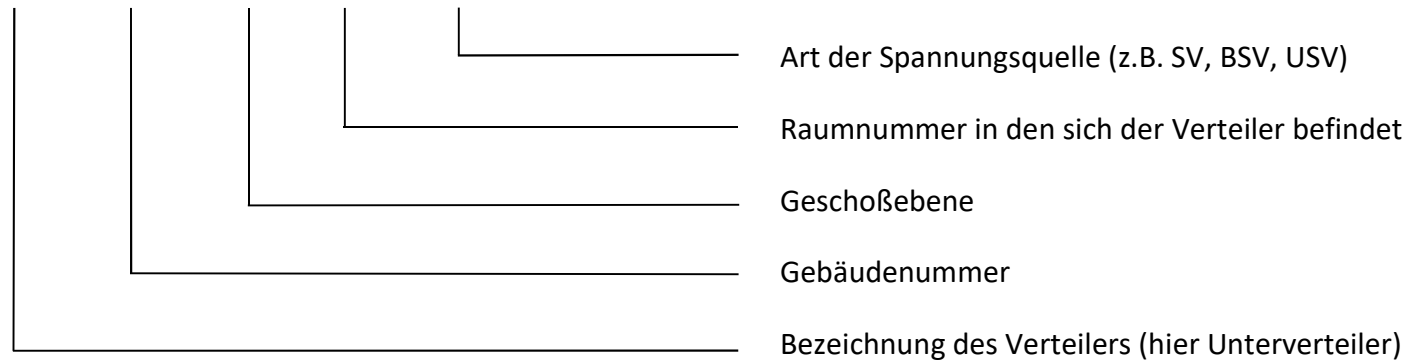 Art der Spannungsquelle (z.B. SV, BSV, USV)
Raumnummer in den sich der Verteiler befindet
Geschoßebene
Gebäudenummer
Bezeichnung des Verteilers (hier Unterverteiler)